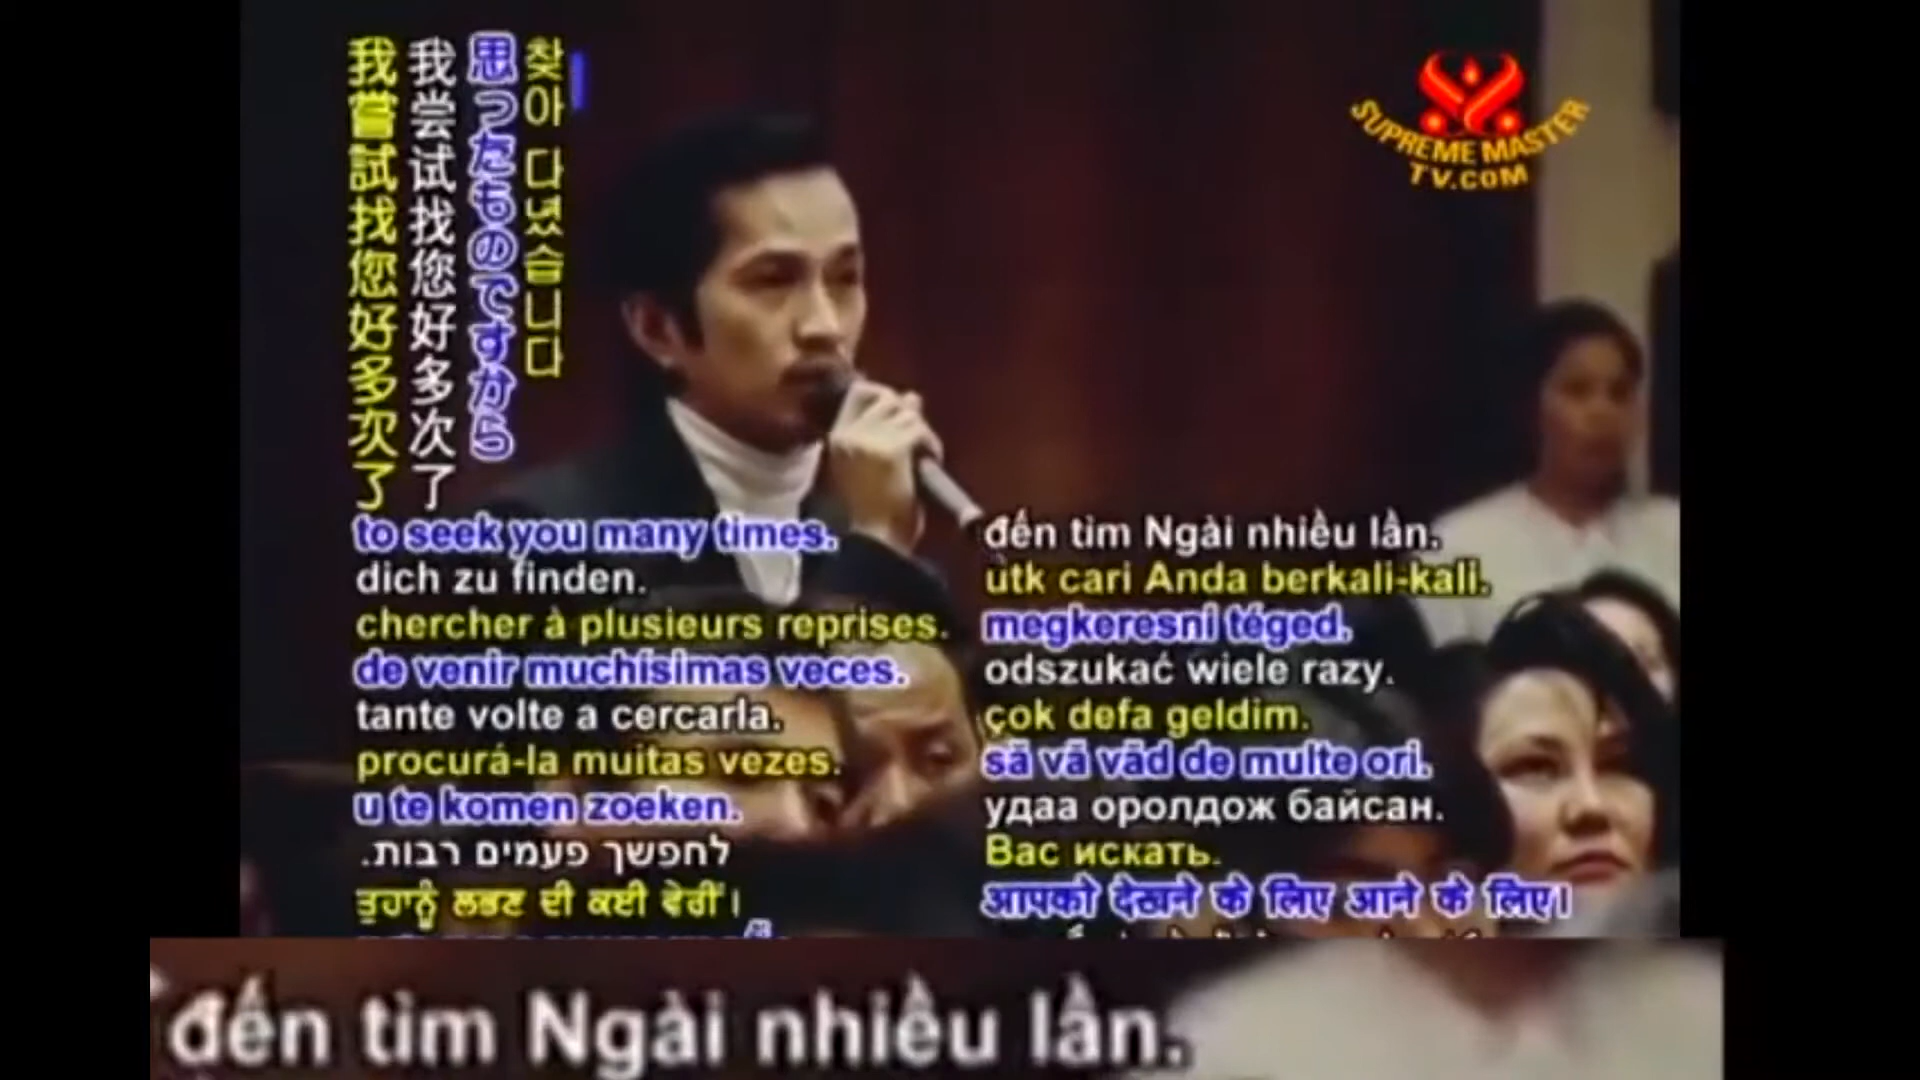 我嘗試找您好多次了
我尝试找您好多次了
思ったものですから
찾아 다녔습니다
SUPREME MASTER
TV.COM
to seek you many times.
dich zu finden.
chercher à plusieurs reprises.
de venir muchísimas veces.
tante volte a cercarla.
procurá-la muitas vezes.
u te komen zoeken.
לחפשך פעמים רבות.
ਤੁਹਾਨੂੰ ਲਭਣ ਦੀ ਕਈ ਵੇਰੀਂ।
đến tìm Ngài nhiều lần.
utk cari Anda berkali-kali.
megkeresni téged.
odszukać wiele razy.
çok defa geldim.
să vă văd de multe ori.
удаа оролдож байсан.
Вас искать.
आपको देखने के लिए आने के लिए।
đến tìm Ngài nhiều lần.